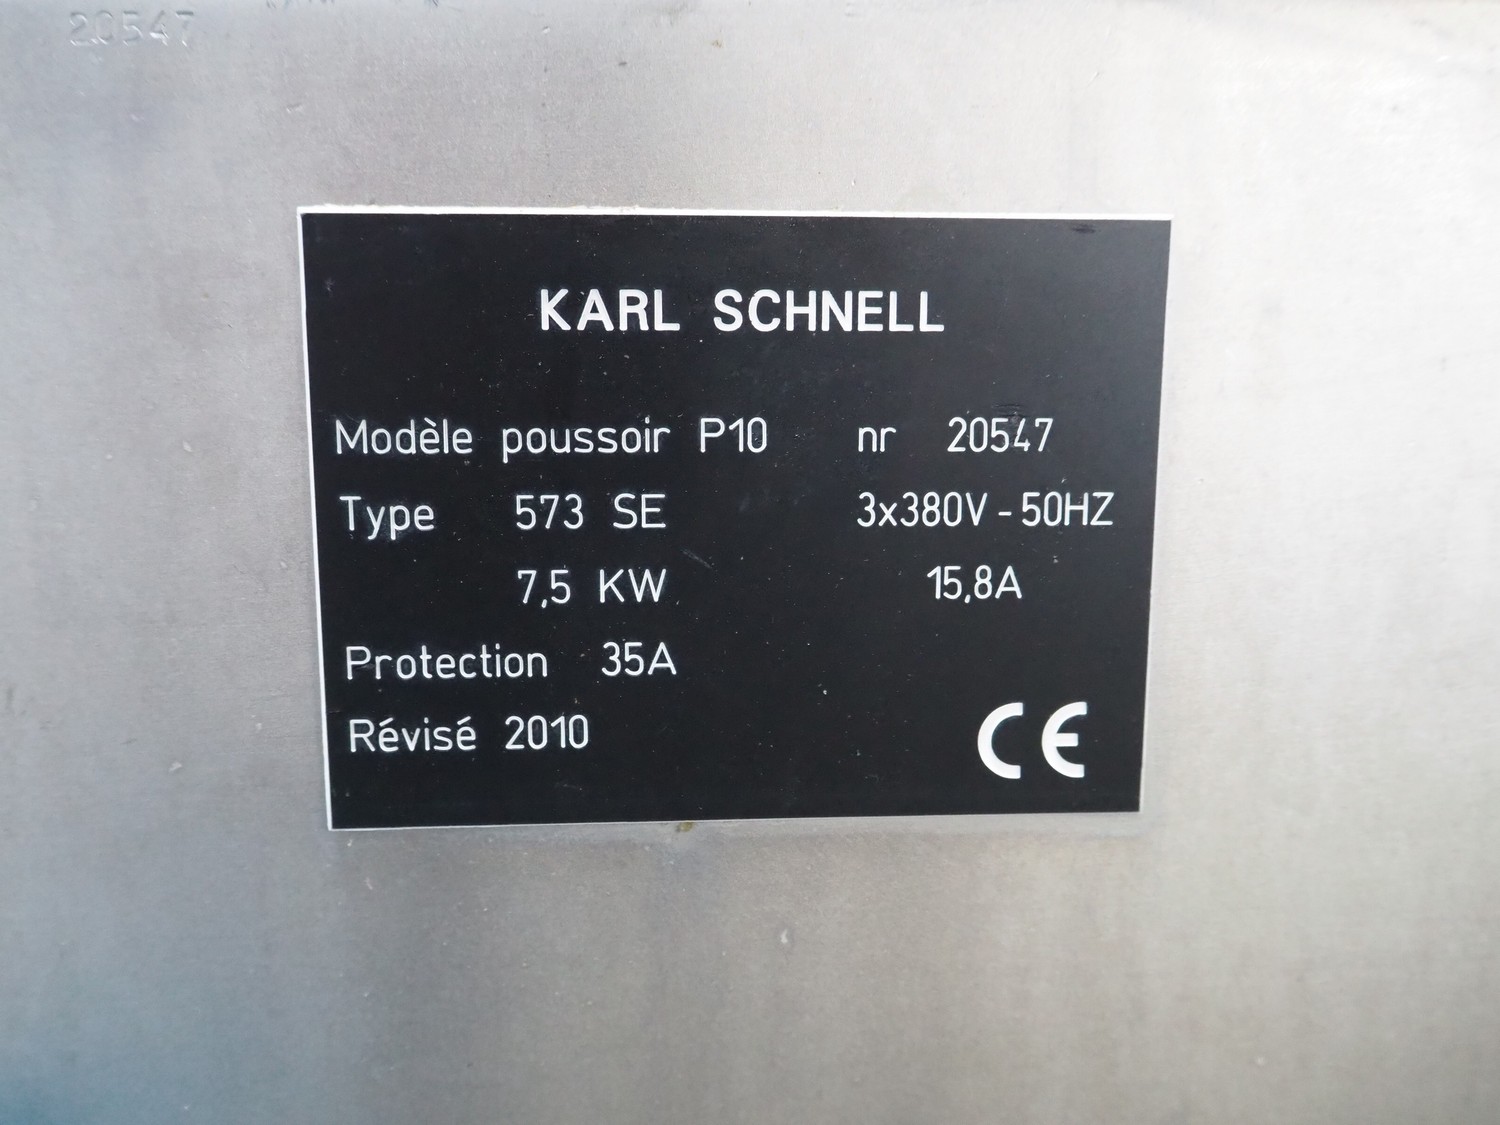 20547
KARL SCHNELL
Modèle poussoir P10 nr 20547
Type 573 SE 3x380V - 50HZ
7,5 KW 15,8A
Protection 35A
Révisé 2010
CE